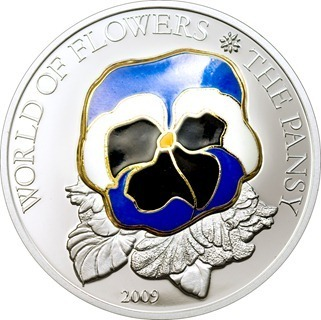 WORLD OF FLOWERS ❋ THE PANSY
2009